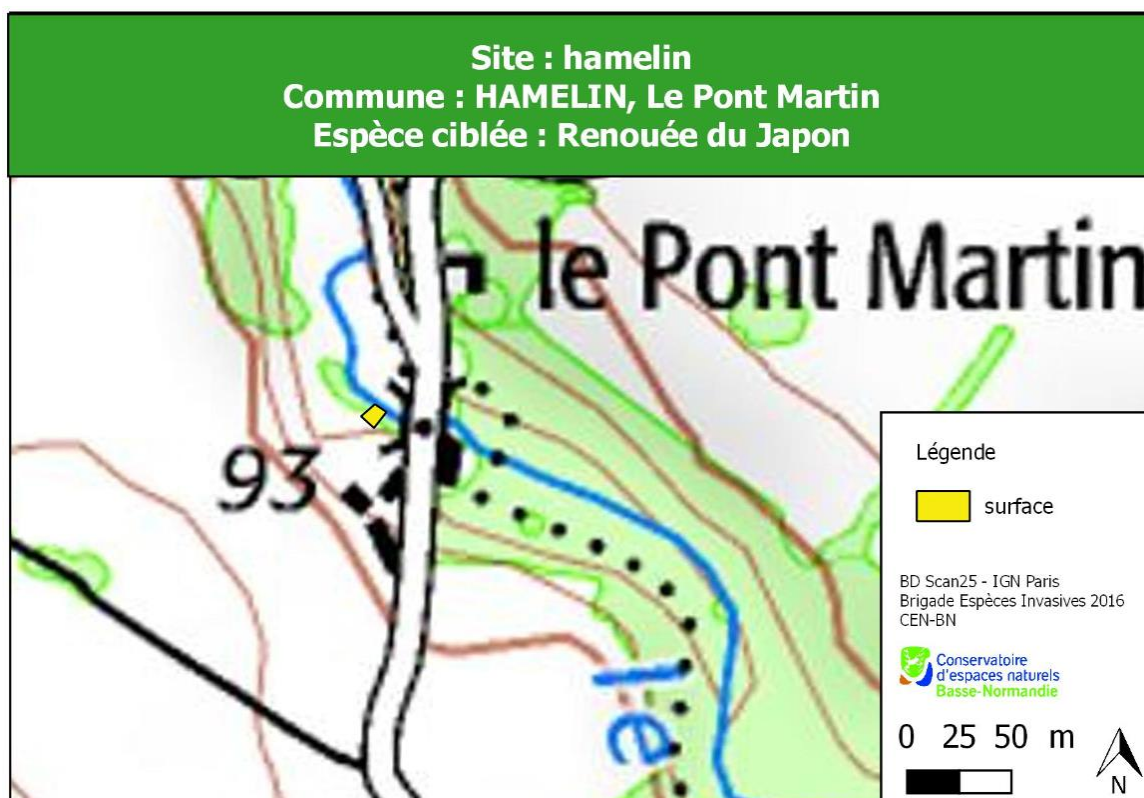 Site : hamelin
Commune : HAMELIN, Le Pont Martin
Espèce ciblée : Renouée du Japon
le Pont Martin
93
le
Légende
surface
BD Scan25 - IGN Paris
Brigade Espèces Invasives 2016
CEN-BN
Conservatoire
d'espaces naturels
Basse-Normandie
0 25 50 m
N